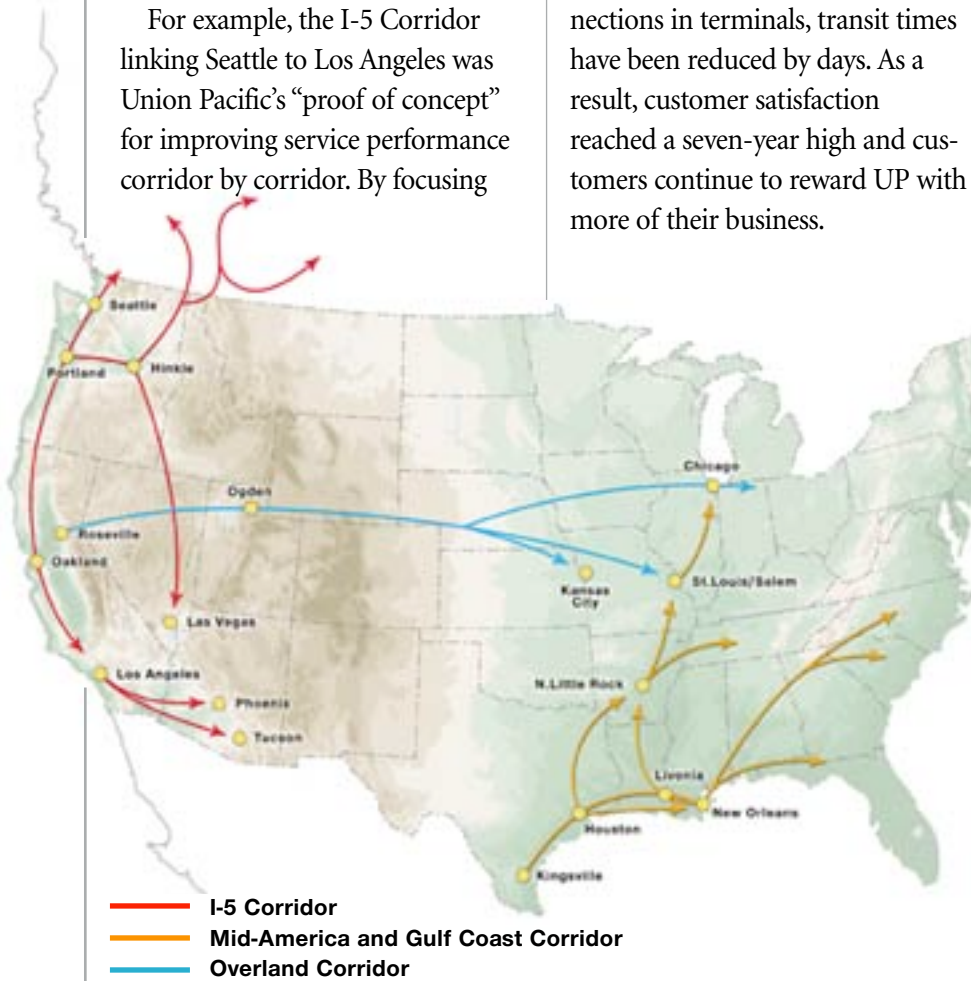 For example, the I-5 Corridor
linking Seattle to Los Angeles was
Union Pacific's “proof of concept”
for improving service performance
corridor by corridor. By focusing
nections in terminals, transit times
have been reduced by days. As a
result, customer satisfaction
reached a seven-year high and cus-
tomers continue to reward UP with
more of their business.
Seattle
Portland
Hinkle
Chicago
Ogden
Roseville
Oakland
Kansas
City
St.Louis/Salem
Las Vegas
Los Angeles
N.Little Rock
Phoenix
Tucson
Livonia
New Orleans
Houston
Kingsville
I-5 Corridor
Mid-America and Gulf Coast Corridor
Overland Corridor